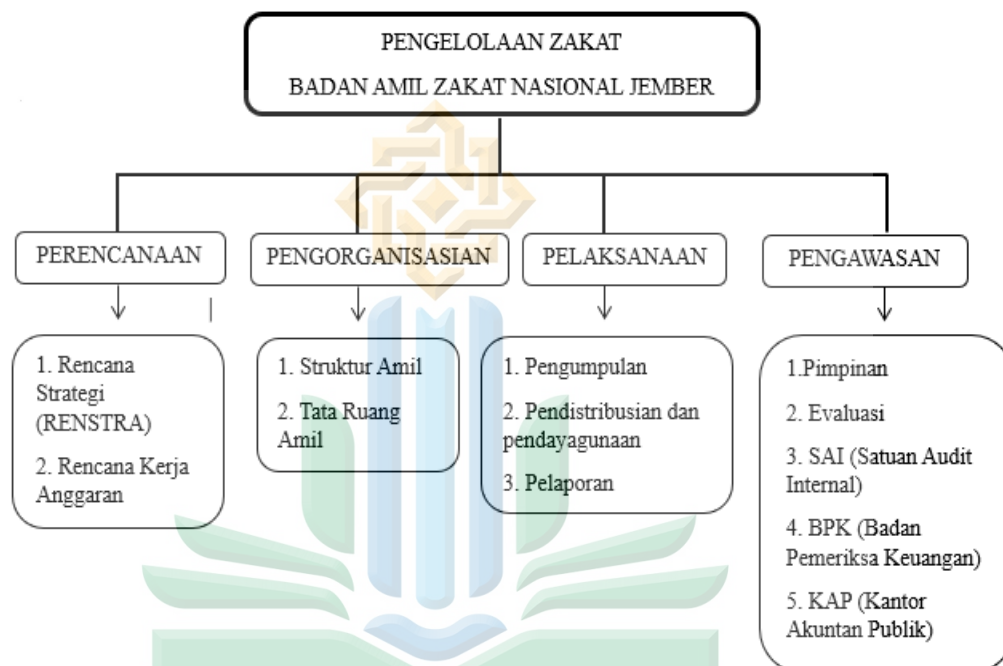 PENGELOLAAN ZAKAT
BADAN AMIL ZAKAT NASIONAL JEMBER
PERENCANAAN
PENGORGANISASIAN
PELAKSANAAN
PENGAWASAN
1. Rencana
Strategi
(RENSTRA)
2. Rencana Kerja
Anggaran
1. Struktur Amil
2. Tata Ruang
Amil
1. Pengumpulan
2. Pendistribusian dan
pendayagunaan
3. Pelaporan
1.Pimpinan
2. Evaluasi
3. SAI (Satuan Audit
Internal)
4. BPK (Badan
Pemeriksa Keuangan)
5. KAP (Kantor
Akuntan Publik)